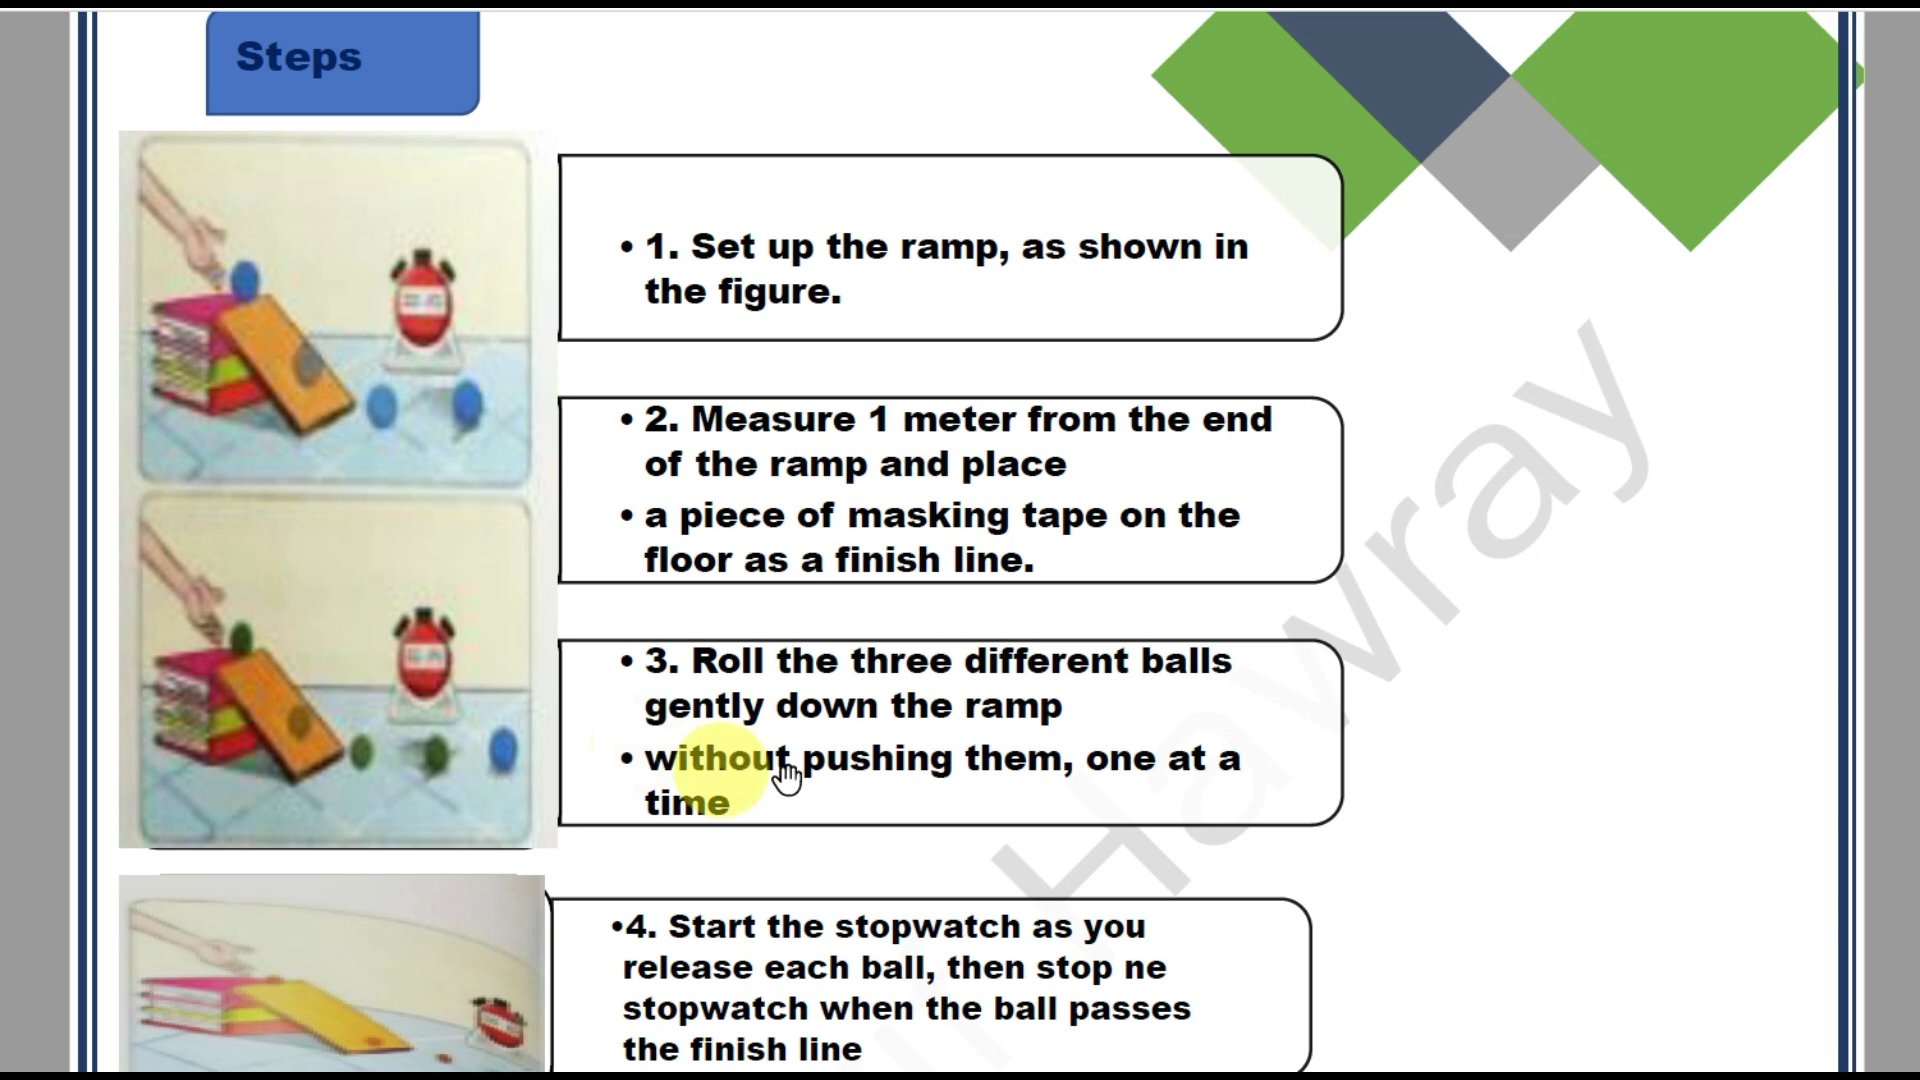 Steps
• 1. Set up the ramp, as shown in
the figure.
• 2. Measure 1 meter from the end
of the ramp and place
• a piece of masking tape on the
floor as a finish line.
• 3. Roll the three different balls
gently down the ramp
• without pushing them, one at a
time
•4. Start the stopwatch as you
release each ball, then stop ne
stopwatch when the ball passes
the finish line
Hawray